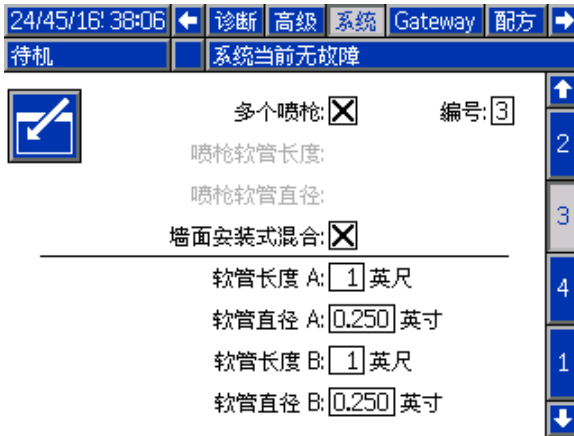 24/45/16' 38:06 诊断 高级 系统 Gateway 配方
待机 系统当前无故障
多个喷枪: 编号: 3
喷枪软管长度:
喷枪软管直径:
墙面安装式混合:
软管长度 A: 1 英尺
软管直径 A: 0.250 英寸
软管长度 B: 1 英尺
软管直径 B: 0.250 英寸
2
3
4
1